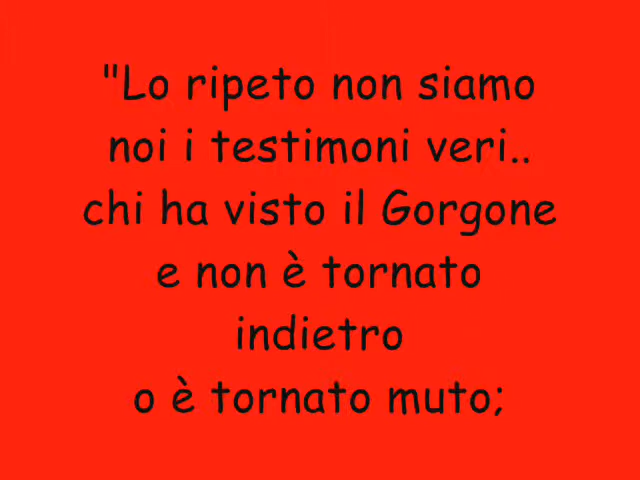 "Lo ripeto non siamo
noi i testimoni veri..
chi ha visto il Gorgone
e non è tornato
indietro
o è tornato muto;